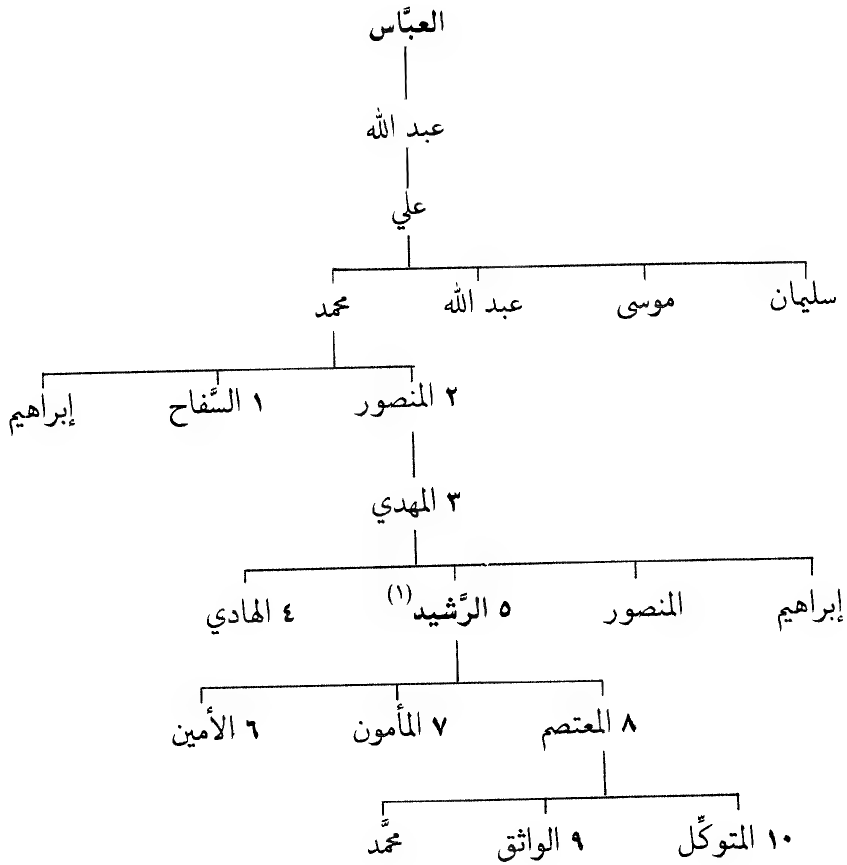 العبَّاس
عبد الله
علي
سليمان موسى عبد الله محمد
٢ المنصور ١ السَّفاح إبراهيم
٣ المهدي
إبراهيم المنصور ٥ الرَّشيد(١) ٤ الهادي
٨ المعتصم ٧ المأمون ٦ الأمين
١٠ المتوكِّل ٩ الواثق محمَّد